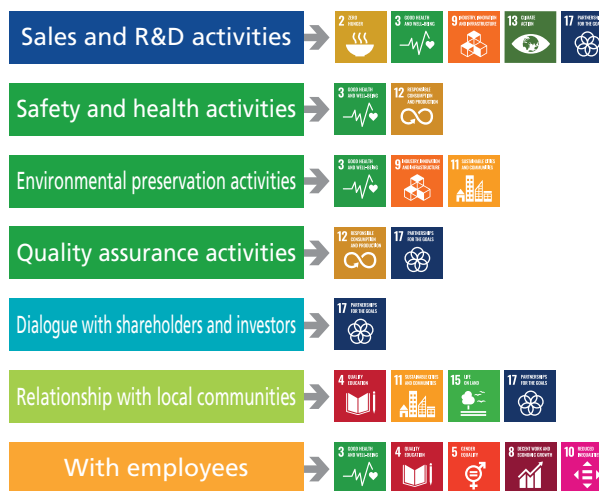 Sales and R&D activities
2 ZERO
HUNGER
3 GOOD HEALTH
AND WELL-BEING
9 INDUSTRY, INNOVATION
AND INFRASTRUCTURE
13 CLIMATE
ACTION
17 PARTNERSHIPS
FOR THE GOALS
Safety and health activities
3 GOOD HEALTH
AND WELL-BEING
12 RESPONSIBLE
CONSUMPTION
AND PRODUCTION
Environmental preservation activities
3 GOOD HEALTH
AND WELL-BEING
9 INDUSTRY, INNOVATION
AND INFRASTRUCTURE
11 SUSTAINABLE CITIES
AND COMMUNITIES
Quality assurance activities
12 RESPONSIBLE
CONSUMPTION
AND PRODUCTION
17 PARTNERSHIPS
FOR THE GOALS
Dialogue with shareholders and investors
17 PARTNERSHIPS
FOR THE GOALS
Relationship with local communities
4 QUALITY
EDUCATION
11 SUSTAINABLE CITIES
AND COMMUNITIES
15 LIFE
ON LAND
17 PARTNERSHIPS
FOR THE GOALS
With employees
3 GOOD HEALTH
AND WELL-BEING
4 QUALITY
EDUCATION
5 GENDER
EQUALITY
8 DECENT WORK AND
ECONOMIC GROWTH
10 REDUCED